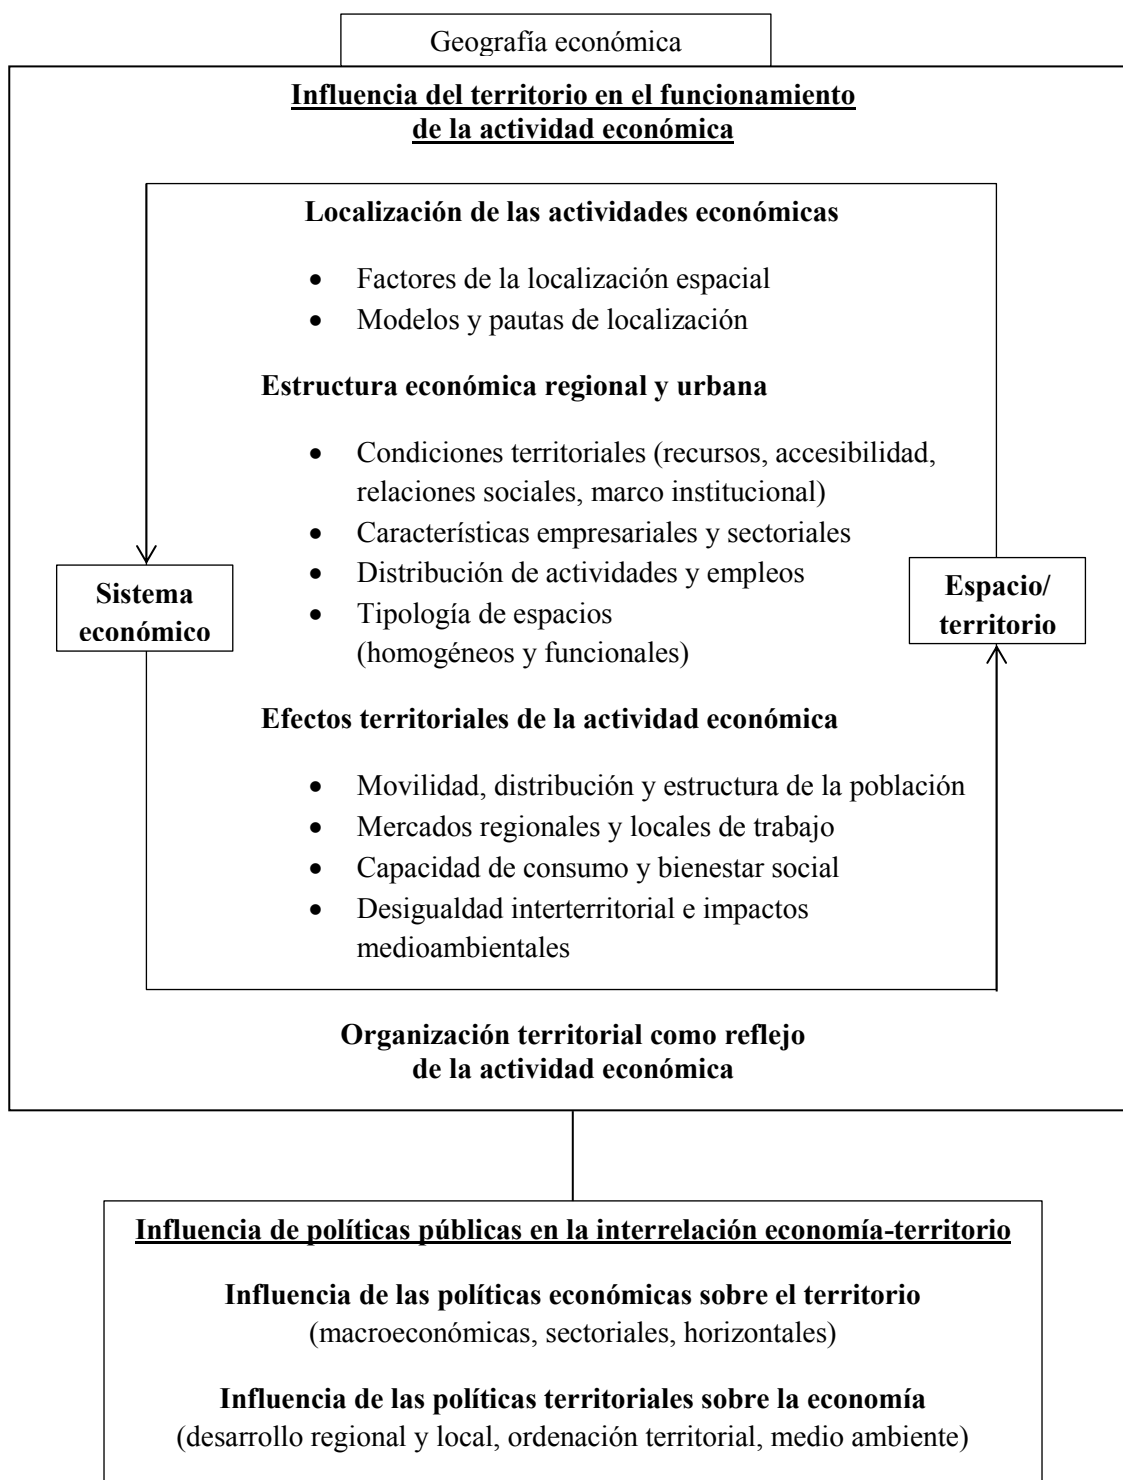 Geografía económica
Influencia del territorio en el funcionamiento
de la actividad económica
Localización de las actividades económicas
• Factores de la localización espacial
• Modelos y pautas de localización
Estructura económica regional y urbana
• Condiciones territoriales (recursos, accesibilidad,
relaciones sociales, marco institucional)
• Características empresariales y sectoriales
• Distribución de actividades y empleos
• Tipología de espacios
(homogéneos y funcionales)
Sistema
económico
Espacio/
territorio
Efectos territoriales de la actividad económica
• Movilidad, distribución y estructura de la población
• Mercados regionales y locales de trabajo
• Capacidad de consumo y bienestar social
• Desigualdad interterritorial e impactos
medioambientales
Organización territorial como reflejo
de la actividad económica
Influencia de políticas públicas en la interrelación economía-territorio
Influencia de las políticas económicas sobre el territorio
(macroeconómicas, sectoriales, horizontales)
Influencia de las políticas territoriales sobre la economía
(desarrollo regional y local, ordenación territorial, medio ambiente)